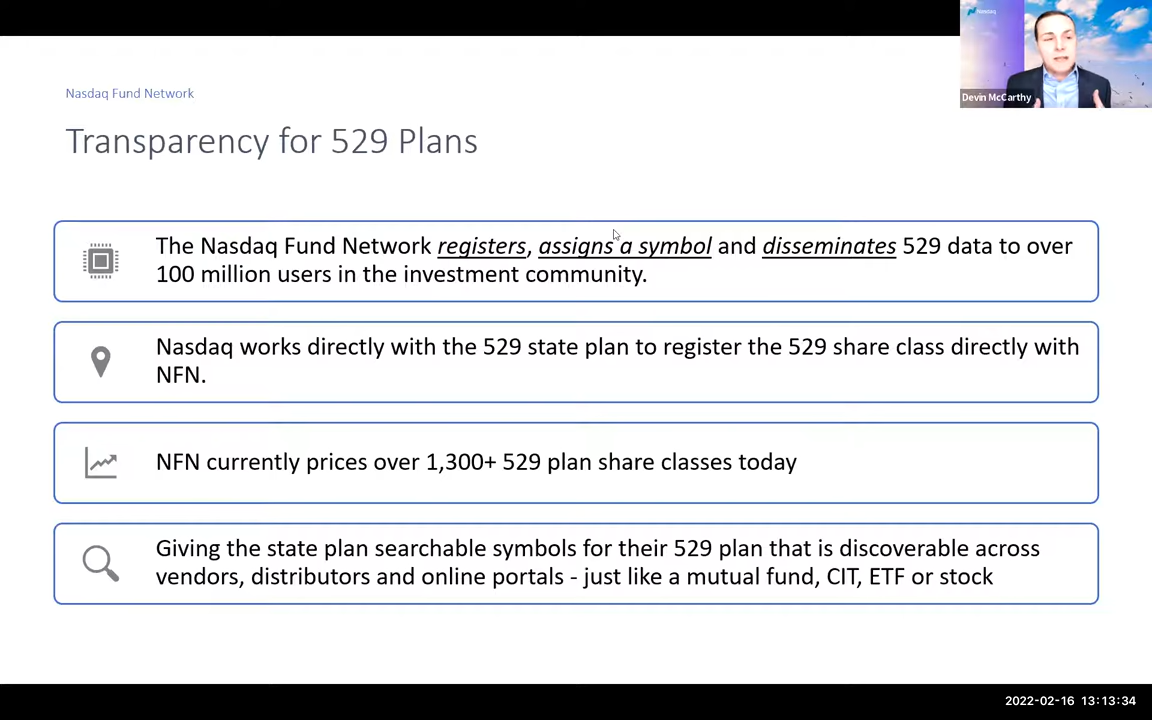 Nasdaq
Devin McCarthy
Nasdaq Fund Network
Transparency for 529 Plans
The Nasdaq Fund Network registers, assigns a symbol and disseminates 529 data to over
100 million users in the investment community.
Nasdaq works directly with the 529 state plan to register the 529 share class directly with
NFN.
NFN currently prices over 1,300+ 529 plan share classes today
Giving the state plan searchable symbols for their 529 plan that is discoverable across
vendors, distributors and online portals - just like a mutual fund, CIT, ETF or stock
2022-02-16 13:13:34